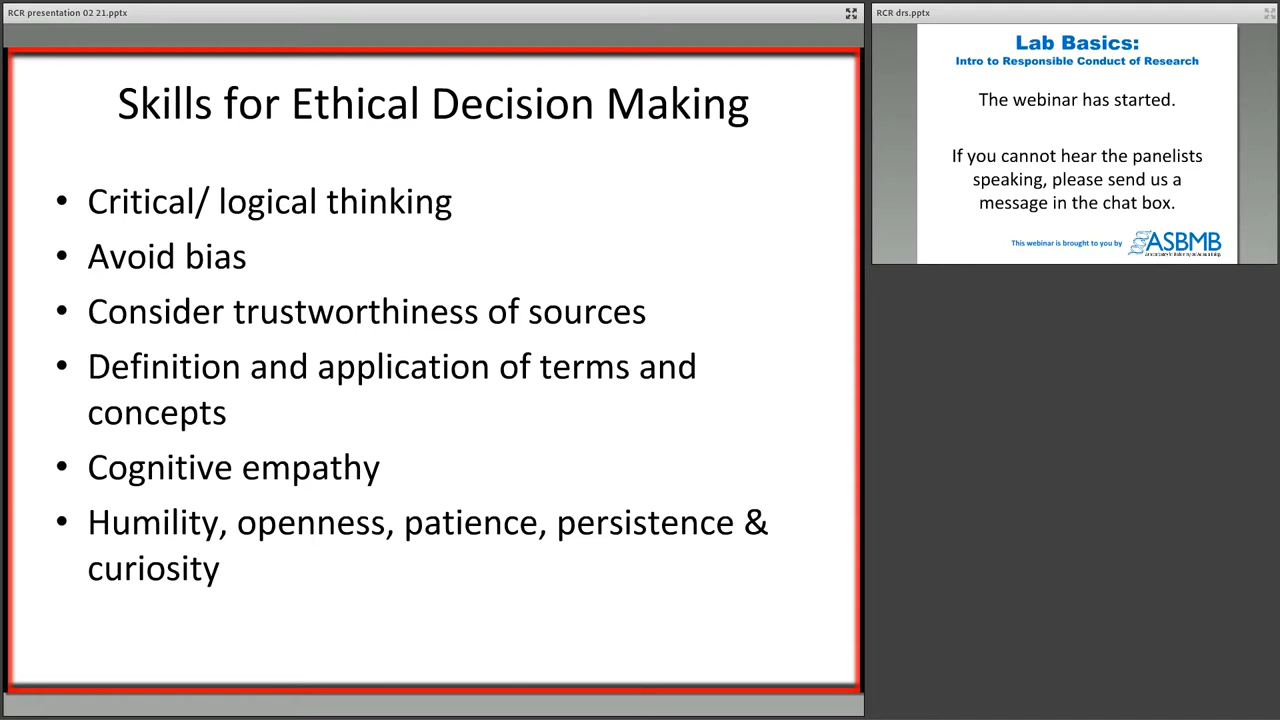 RCR presentation 02 21.pptx
Skills for Ethical Decision Making
• Critical/ logical thinking
• Avoid bias
• Consider trustworthiness of sources
• Definition and application of terms and
concepts
• Cognitive empathy
• Humility, openness, patience, persistence &
curiosity
RCR drs.pptx
Lab Basics:
Intro to Responsible Conduct of Research
The webinar has started.
If you cannot hear the panelists
speaking, please send us a
message in the chat box.
This webinar is brought to you by
ASBMB